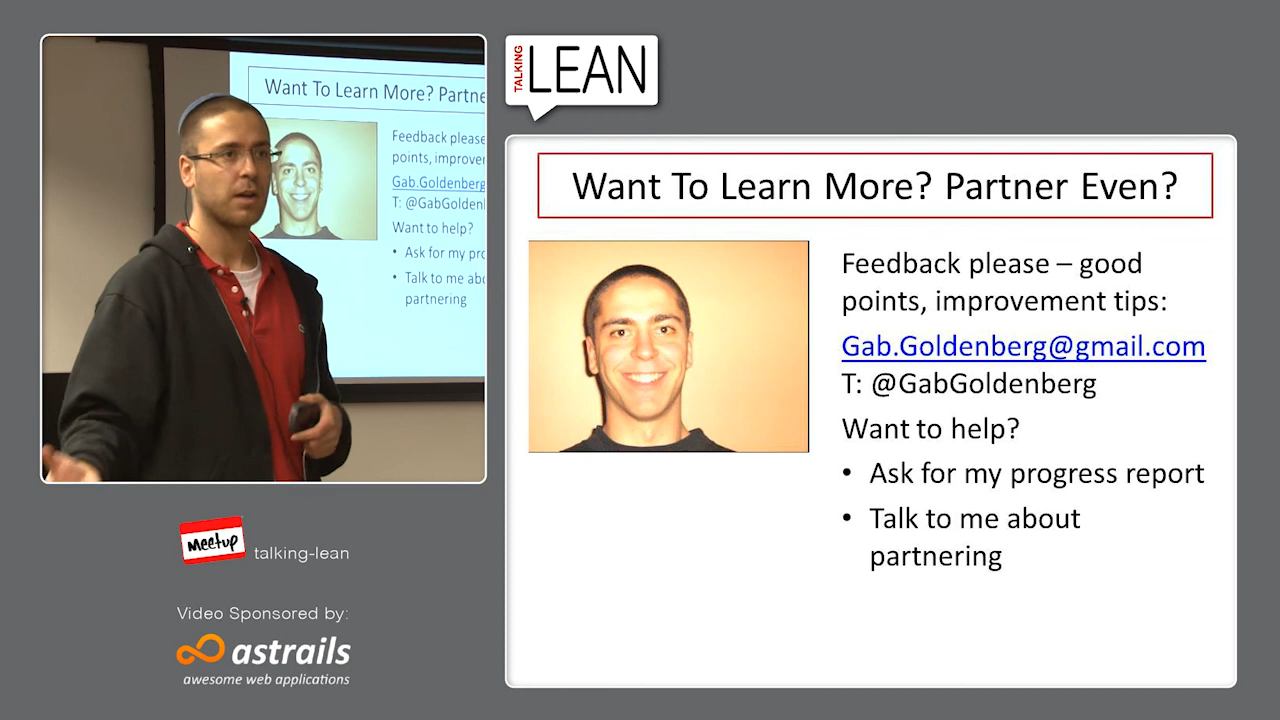 Want To Learn More? Partne
Feedback please
points, improve
Gab.Goldenberg
T: @GabGolden
Want to help?
• Ask for my pro
• Talk to me abo
partnering
meetup
talking-lean
Video Sponsored by:
astrails
awesome web applications
TALKING
LEAN
Want To Learn More? Partner Even?
Feedback please – good
points, improvement tips:
Gab.Goldenberg@gmail.com
T: @GabGoldenberg
Want to help?
• Ask for my progress report
• Talk to me about
partnering